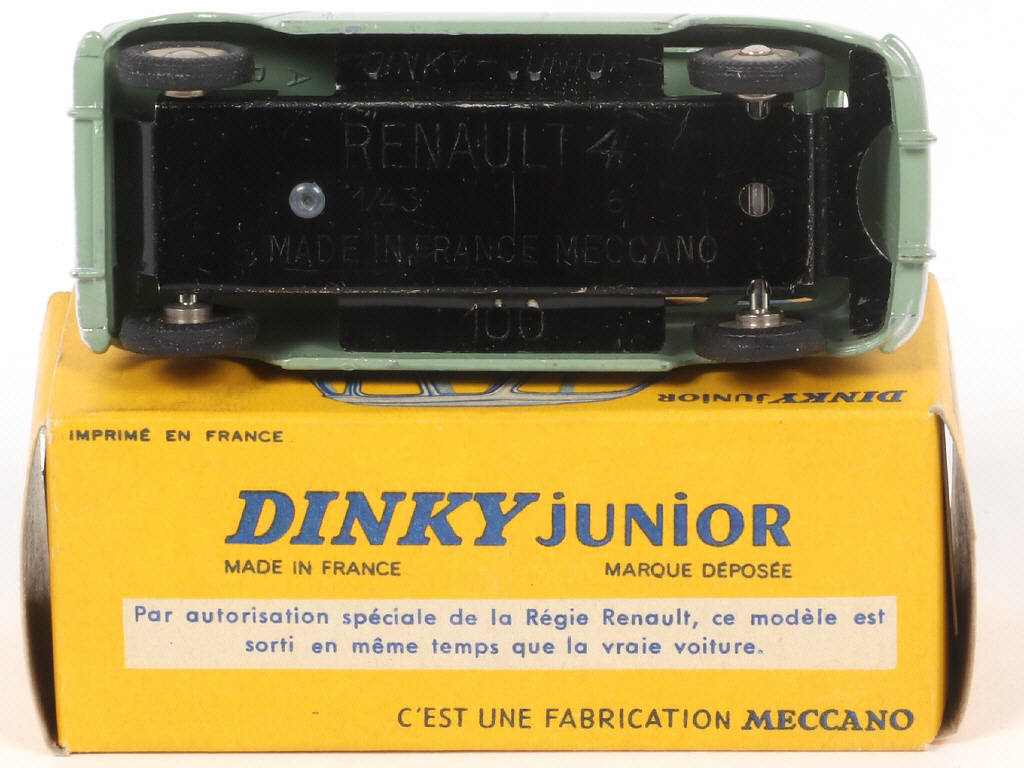 DINKY-JUNIOR
RENAULT 4
1/43 6
MADE IN FRANCE MECCANO
100
DINKY JUNIOR
IMPRIMÉ EN FRANCE
DINKY JUNIOR
MADE IN FRANCE MARQUE DÉPOSÉE
Par autorisation spéciale de la Régie Renault, ce modèle est
sorti en même temps que la vraie voiture.
C'EST UNE FABRICATION MECCANO